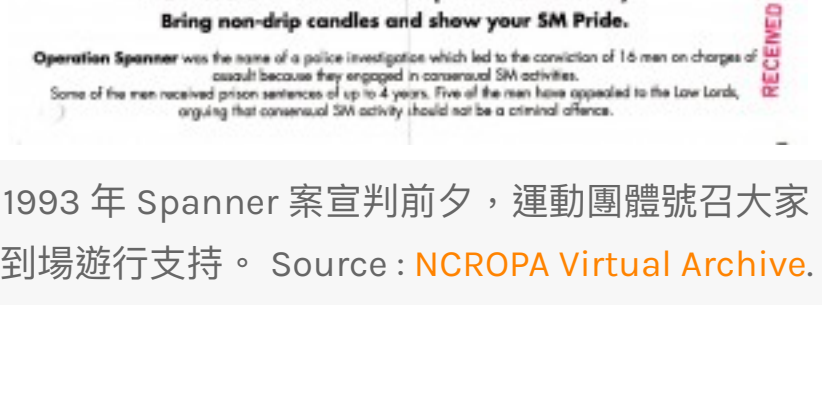 Bring non-drip candles and show your SM Pride.
Operation Spanner was the name of a police investigation which led to the conviction of 16 men on charges of
assault because they engaged in consensual SM activities.
Some of the men received prison sentences of up to 4 years. Five of the men have appealed to the Law Lords,
arguing that consensual SM activity should not be a criminal offence.
RECEIVED
1993 年 Spanner 案宣判前夕，運動團體號召大家
到場遊行支持。 Source : NCROPA Virtual Archive.